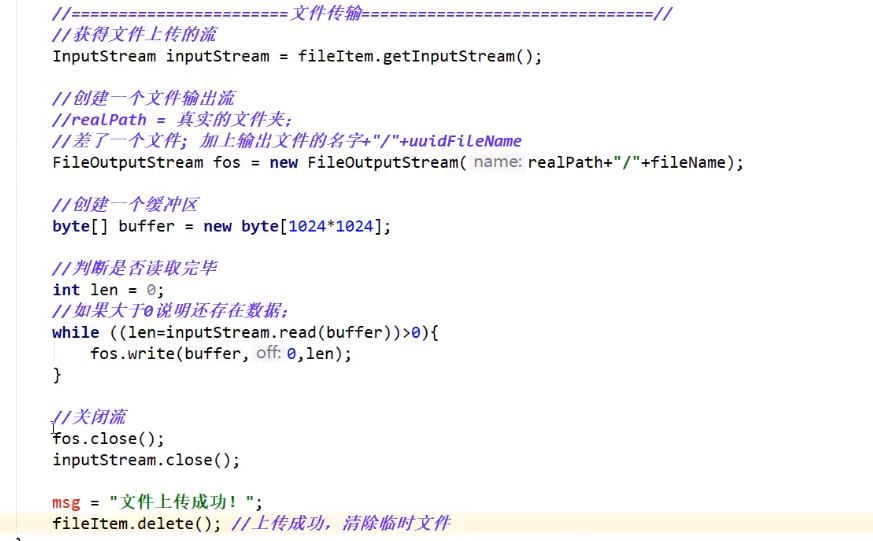 //=======================文件传输===============================//
//获得文件上传的流
InputStream inputStream = fileItem.getInputStream();
//创建一个文件输出流
//realPath = 真实的文件夹;
//差了一个文件; 加上输出文件的名字+"/"+uuidFileName
FileOutputStream fos = new FileOutputStream( name: realPath+"/"+fileName);
//创建一个缓冲区
byte[] buffer = new byte[1024*1024];
//判断是否读取完毕
int len = 0;
//如果大于0说明还存在数据;
while ((len=inputStream.read(buffer))>0){
fos.write(buffer, off: 0,len);
}
//关闭流
fos.close();
inputStream.close();
msg = "文件上传成功！";
fileItem.delete(); //上传成功，清除临时文件